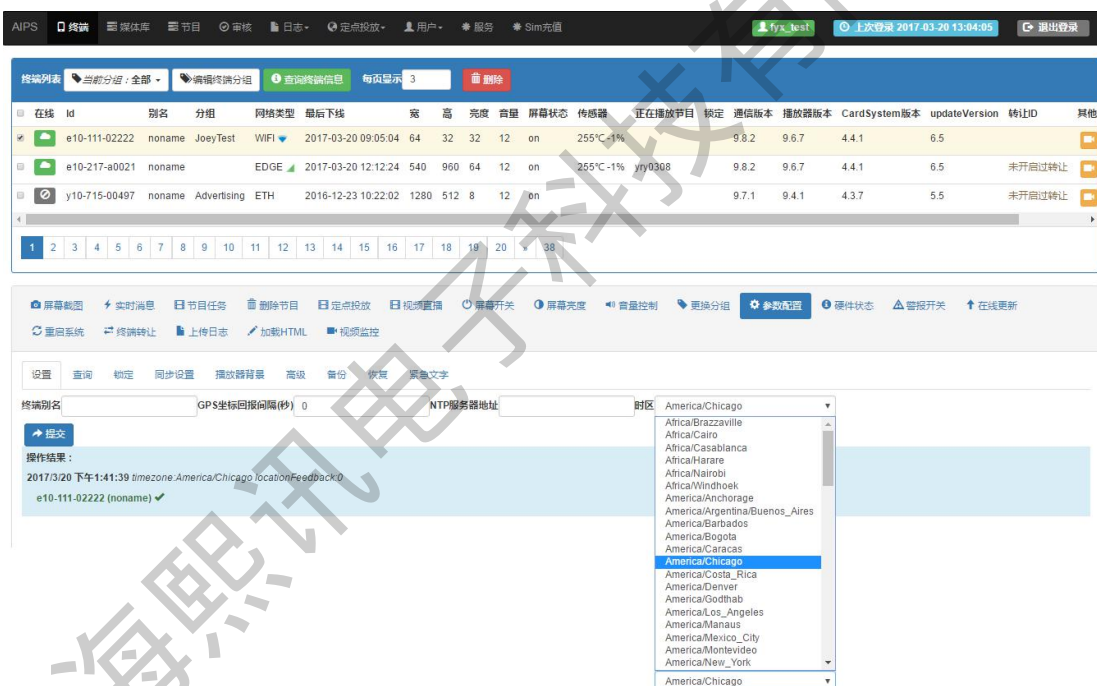 AIPS 终端 媒体库 节目 审核 日志 定点投放 用户 服务 Sim充值 fyx_test 上次登录 2017-03-20 13:04:05 退出登录
终端列表 当前分组：全部 编辑终端分组 查询终端信息 每页显示 3 删除
在线 Id 别名 分组 网络类型 最后下线 宽 高 亮度 音量 屏幕状态 传感器 正在播放节目 锁定 通信版本 播放器版本 CardSystem版本 updateVersion 转让ID 其他
e10-111-02222 noname JoeyTest WIFI 2017-03-20 09:05:04 64 32 32 12 on 255℃-1% 9.8.2 9.6.7 4.4.1 6.5
e10-217-a0021 noname EDGE 2017-03-20 12:12:24 540 960 64 12 on 255℃-1% yry0308 9.8.2 9.6.7 4.4.1 6.5 未开启过转让
y10-715-00497 noname Advertising ETH 2016-12-23 10:22:02 1280 512 8 12 on 9.7.1 9.4.1 4.3.7 5.5 未开启过转让
1 2 3 4 5 6 7 8 9 10 11 12 13 14 15 16 17 18 19 20 » 38
屏幕截图 实时消息 节目任务 删除节目 定点投放 视频直播 屏幕开关 屏幕亮度 音量控制 更换分组 参数配置 硬件状态 警报开关 在线更新
重启系统 终端转让 上传日志 加载HTML 视频监控
设置 查询 锁定 同步设置 播放器背景 高级 备份 恢复 紧急文字
终端别名 GPS坐标回报间隔(秒) 0 NTP服务器地址 时区 America/Chicago
提交
操作结果：
2017/3/20 下午1:41:39 timezone:America/Chicago locationFeedback:0
e10-111-02222 (noname) ✔
Africa/Brazzaville
Africa/Cairo
Africa/Casablanca
Africa/Harare
Africa/Nairobi
Africa/Windhoek
America/Anchorage
America/Argentina/Buenos_Aires
America/Barbados
America/Bogota
America/Caracas
America/Chicago
America/Costa_Rica
America/Denver
America/Godthab
America/Los_Angeles
America/Manaus
America/Mexico_City
America/Montevideo
America/New_York
America/Chicago
海熙讯电子科技有